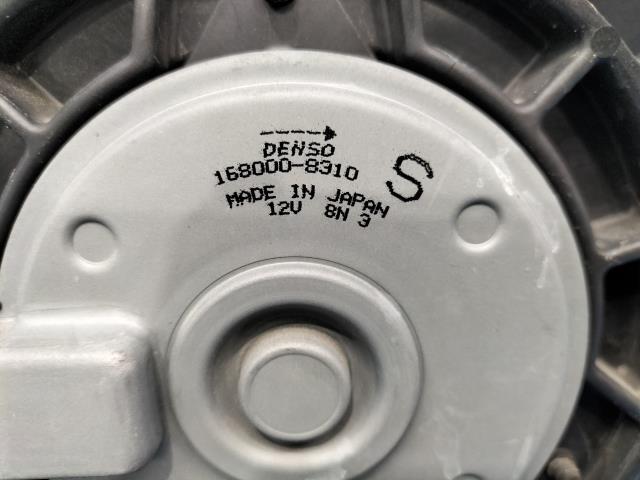 DENSO
168000-8310
S
MADE IN JAPAN
12V 8N 3